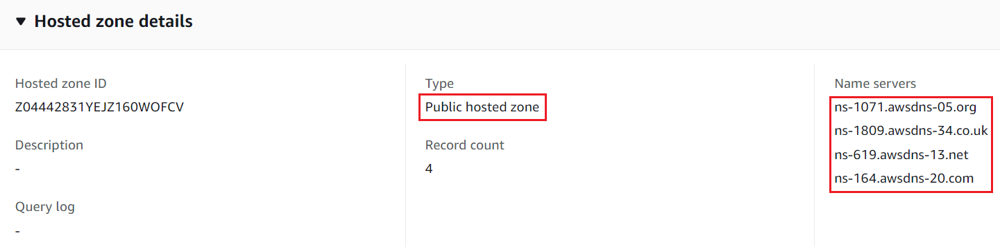 Hosted zone details
Hosted zone ID
Z04442831YEJZ160WOFCV
Description
-
Query log
-
Type
Public hosted zone
Record count
4
Name servers
ns-1071.awsdns-05.org
ns-1809.awsdns-34.co.uk
ns-619.awsdns-13.net
ns-164.awsdns-20.com